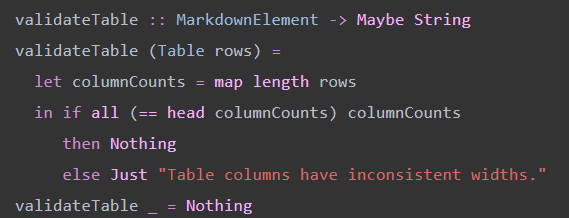 validateTable :: MarkdownElement -> Maybe String
validateTable (Table rows) =
  let columnCounts = map length rows
  in if all (== head columnCounts) columnCounts
     then Nothing
     else Just "Table columns have inconsistent widths."
validateTable _ = Nothing